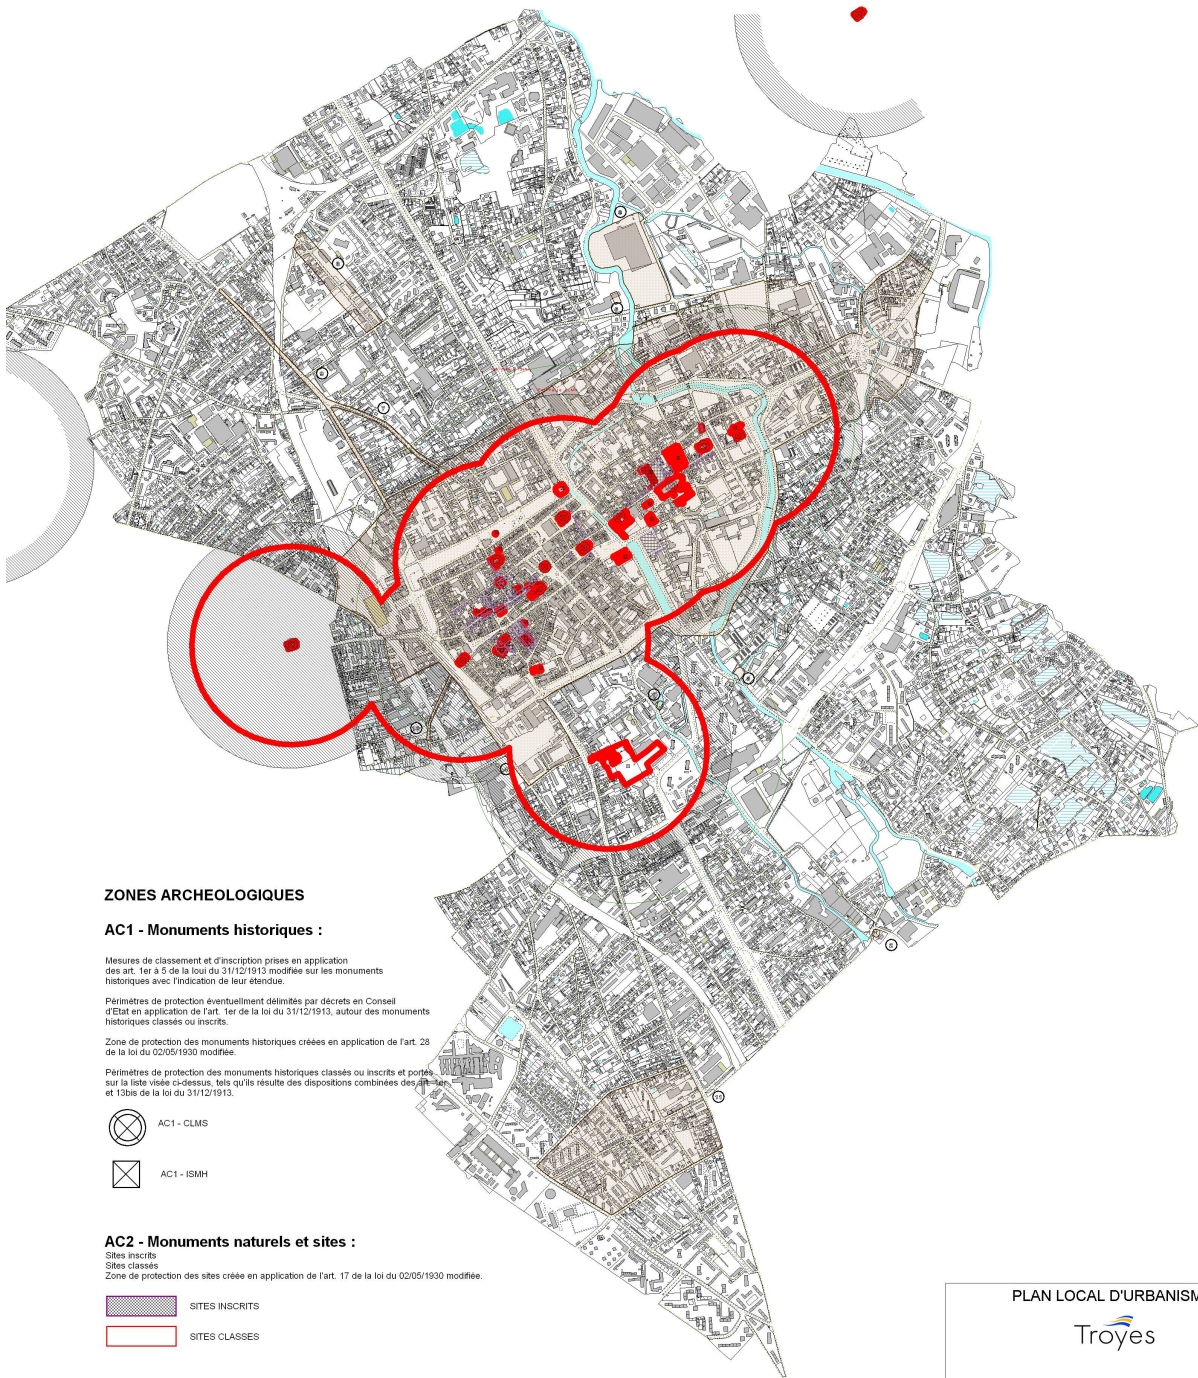 ZONES ARCHEOLOGIQUES
AC1 - Monuments historiques :
Mesures de classement et d'inscription prises en application
des art. 1er à 5 de la loui du 31/12/1913 modifiée sur les monuments
historiques avec l'indication de leur étendue.
Périmètres de protection éventuellment délimités par décrets en Conseil
d'Etat en application de l'art. 1er de la loi du 31/12/1913, autour des monuments
historiques classés ou inscrits.
Zone de protection des monuments historiques créées en application de l'art. 28
de la loi du 02/05/1930 modifiée.
Périmètres de protection des monuments historiques classés ou inscrits et portés
sur la liste visée ci-dessus, tels qu'ils résulte des dispositions combinées des art. 1er
et 13bis de la loi du 31/12/1913.
AC1 - CLMS
AC1 - ISMH
AC2 - Monuments naturels et sites :
Sites inscrits
Sites classés
Zone de protection des sites créée en application de l'art. 17 de la loi du 02/05/1930 modifiée.
SITES INSCRITS
SITES CLASSES
PLAN LOCAL D'URBANISM
Troyes